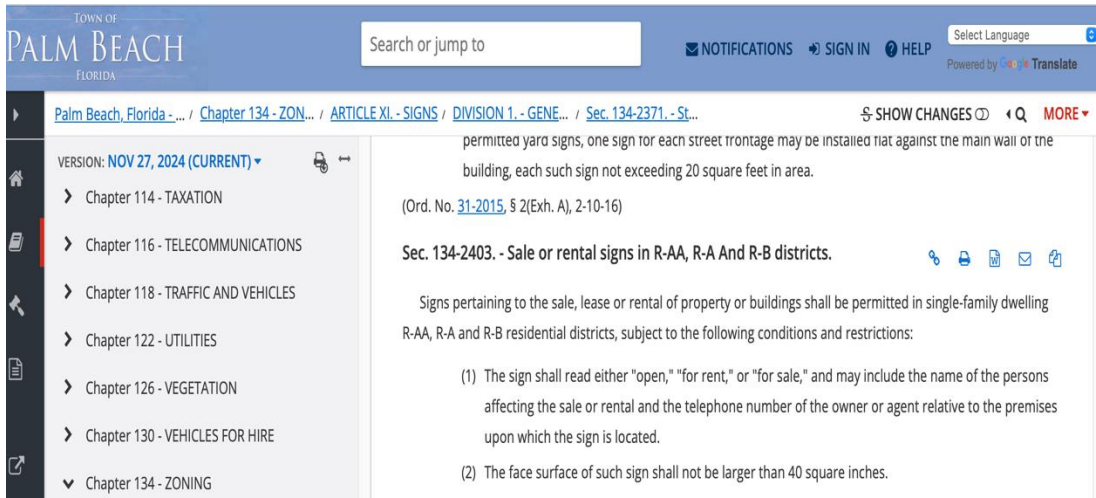 TOWN OF
PALM BEACH
FLORIDA
Search or jump to
NOTIFICATIONS
SIGN IN
HELP
Select Language
Powered by Google Translate
Palm Beach, Florida - ... / Chapter 134 - ZON... / ARTICLE XI. - SIGNS / DIVISION 1. - GENE... / Sec. 134-2371. - St...
SHOW CHANGES
MORE
VERSION: NOV 27, 2024 (CURRENT)
Chapter 114 - TAXATION
Chapter 116 - TELECOMMUNICATIONS
Chapter 118 - TRAFFIC AND VEHICLES
Chapter 122 - UTILITIES
Chapter 126 - VEGETATION
Chapter 130 - VEHICLES FOR HIRE
Chapter 134 - ZONING
permitted yard signs, one sign for each street frontage may be installed flat against the main wall of the
building, each such sign not exceeding 20 square feet in area.
(Ord. No. 31-2015, § 2(Exh. A), 2-10-16)
Sec. 134-2403. - Sale or rental signs in R-AA, R-A And R-B districts.
Signs pertaining to the sale, lease or rental of property or buildings shall be permitted in single-family dwelling
R-AA, R-A and R-B residential districts, subject to the following conditions and restrictions:
(1) The sign shall read either "open," "for rent," or "for sale," and may include the name of the persons
affecting the sale or rental and the telephone number of the owner or agent relative to the premises
upon which the sign is located.
(2) The face surface of such sign shall not be larger than 40 square inches.